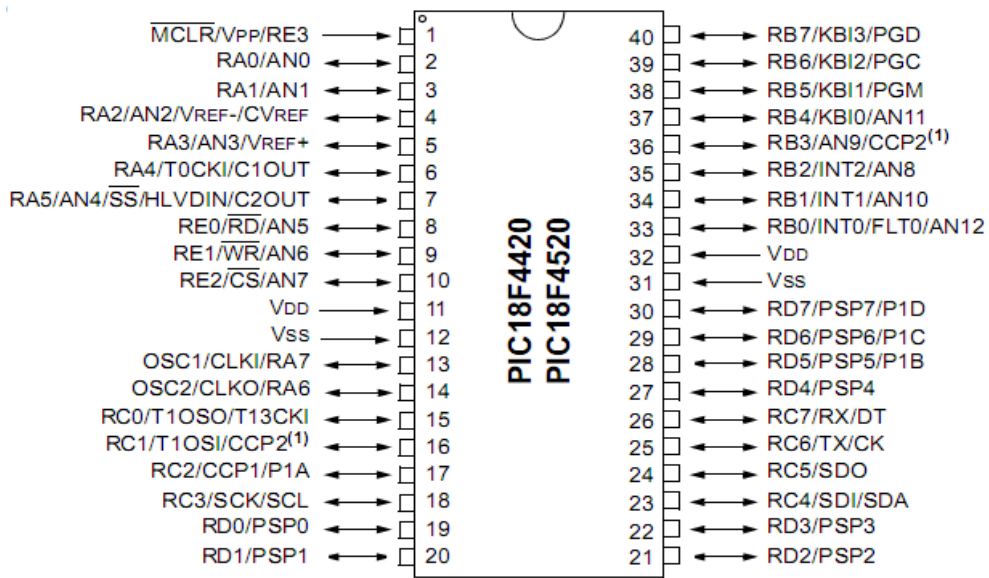 MCLR/VPP/RE3 1 40 RB7/KBI3/PGD
RA0/AN0 2 39 RB6/KBI2/PGC
RA1/AN1 3 38 RB5/KBI1/PGM
RA2/AN2/VREF-/CVREF 4 37 RB4/KBI0/AN11
RA3/AN3/VREF+ 5 36 RB3/AN9/CCP2(1)
RA4/T0CKI/C1OUT 6 35 RB2/INT2/AN8
RA5/AN4/SS/HLVDIN/C2OUT 7 34 RB1/INT1/AN10
RE0/RD/AN5 8 33 RB0/INT0/FLT0/AN12
RE1/WR/AN6 9 32 VDD
RE2/CS/AN7 10 31 VSS
VDD 11 30 RD7/PSP7/P1D
VSS 12 29 RD6/PSP6/P1C
OSC1/CLKI/RA7 13 28 RD5/PSP5/P1B
OSC2/CLKO/RA6 14 27 RD4/PSP4
RC0/T1OSO/T13CKI 15 26 RC7/RX/DT
RC1/T1OSI/CCP2(1) 16 25 RC6/TX/CK
RC2/CCP1/P1A 17 24 RC5/SDO
RC3/SCK/SCL 18 23 RC4/SDI/SDA
RD0/PSP0 19 22 RD3/PSP3
RD1/PSP1 20 21 RD2/PSP2
PIC18F4420
PIC18F4520